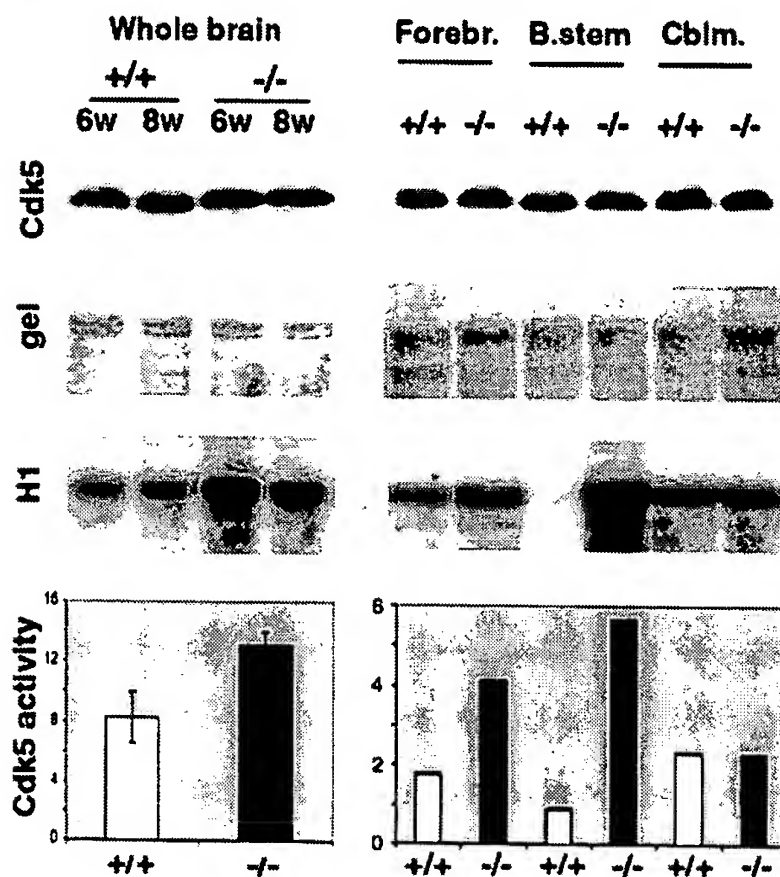 Whole brain
+/+ -/-
6w 8w 6w 8w
Forebr. B.stem Cblm.
+/+ -/- +/+ -/- +/+ -/-
Cdk5
gel
H1
Cdk5 activity
16
12
8
4
0
+/+ -/-
6
4
2
0
+/+ -/- +/+ -/- +/+ -/-